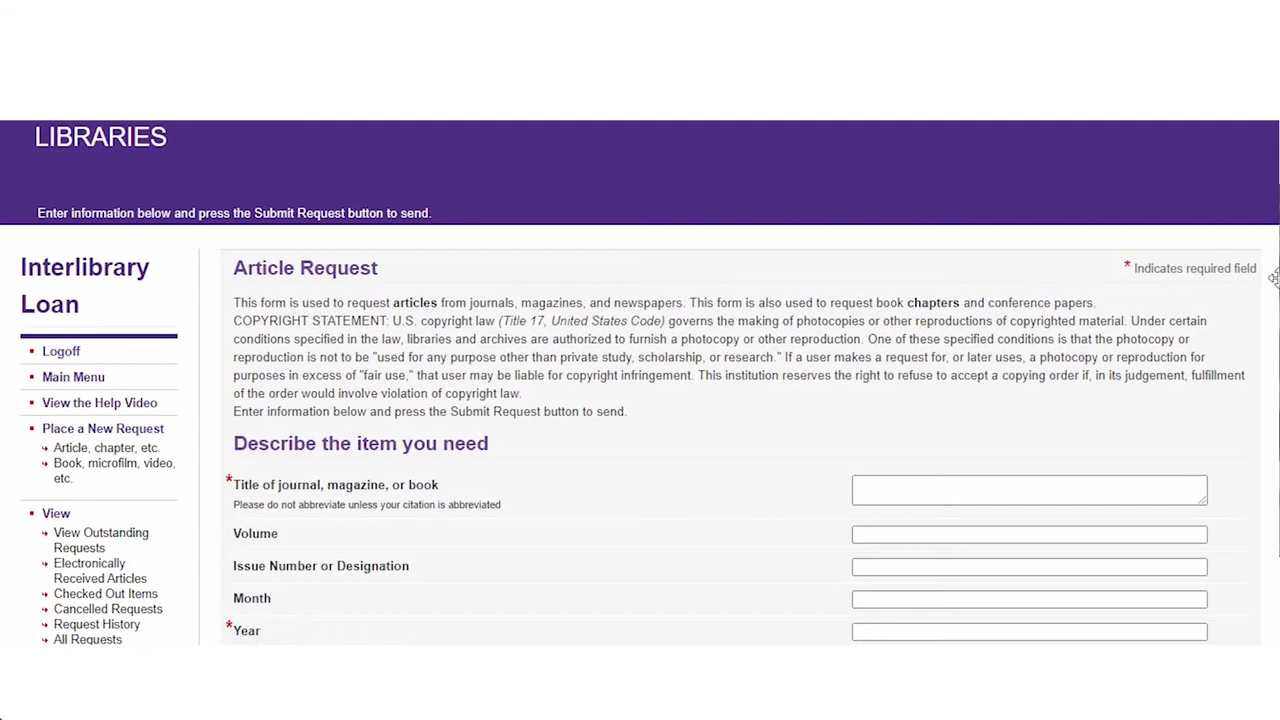 LIBRARIES
Enter information below and press the Submit Request button to send.
Interlibrary
Loan
Logoff
Main Menu
View the Help Video
Place a New Request
Article, chapter, etc.
Book, microfilm, video,
etc.
View
View Outstanding
Requests
Electronically
Received Articles
Checked Out Items
Cancelled Requests
Request History
All Requests
Article Request
* Indicates required field
This form is used to request articles from journals, magazines, and newspapers. This form is also used to request book chapters and conference papers.
COPYRIGHT STATEMENT: U.S. copyright law (Title 17, United States Code) governs the making of photocopies or other reproductions of copyrighted material. Under certain
conditions specified in the law, libraries and archives are authorized to furnish a photocopy or other reproduction. One of these specified conditions is that the photocopy or
reproduction is not to be "used for any purpose other than private study, scholarship, or research." If a user makes a request for, or later uses, a photocopy or reproduction for
purposes in excess of "fair use," that user may be liable for copyright infringement. This institution reserves the right to refuse to accept a copying order if, in its judgement, fulfillment
of the order would involve violation of copyright law.
Enter information below and press the Submit Request button to send.
Describe the item you need
*Title of journal, magazine, or book
Please do not abbreviate unless your citation is abbreviated
Volume
Issue Number or Designation
Month
*Year